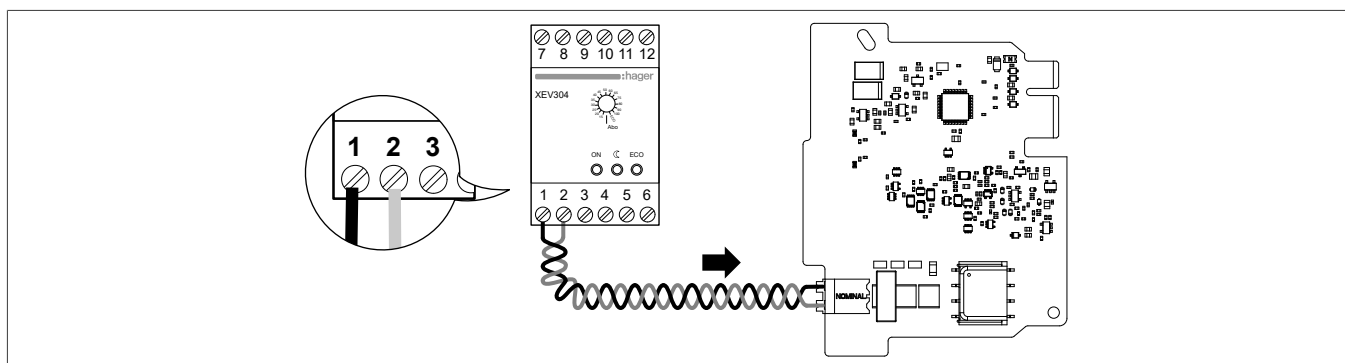 7 8 9 10 11 12
:hager
XEV304
Abo
ON ECO
1 2 3 4 5 6
1 2 3
NOMINAL